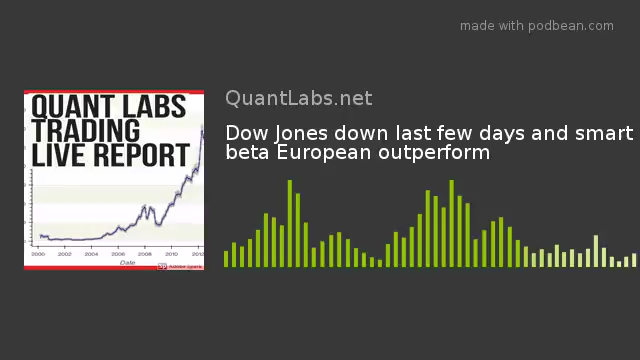 made with podbean.com
QUANT LABS
TRADING
LIVE REPORT
2000 2002 2004 2006 2008 2010 2012
Date
QuantLabs.net
Dow Jones down last few days and smart
beta European outperform